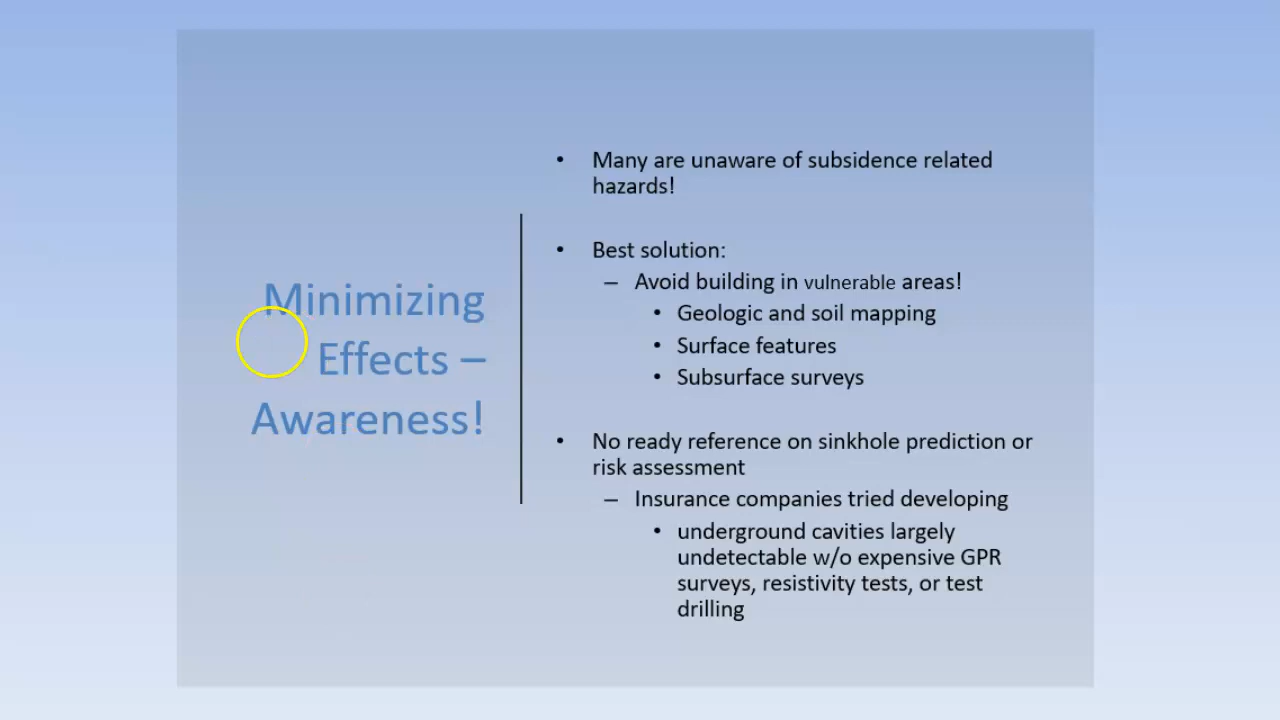 Minimizing
Effects –
Awareness!
• Many are unaware of subsidence related
hazards!
• Best solution:
– Avoid building in vulnerable areas!
• Geologic and soil mapping
• Surface features
• Subsurface surveys
• No ready reference on sinkhole prediction or
risk assessment
– Insurance companies tried developing
• underground cavities largely
undetectable w/o expensive GPR
surveys, resistivity tests, or test
drilling